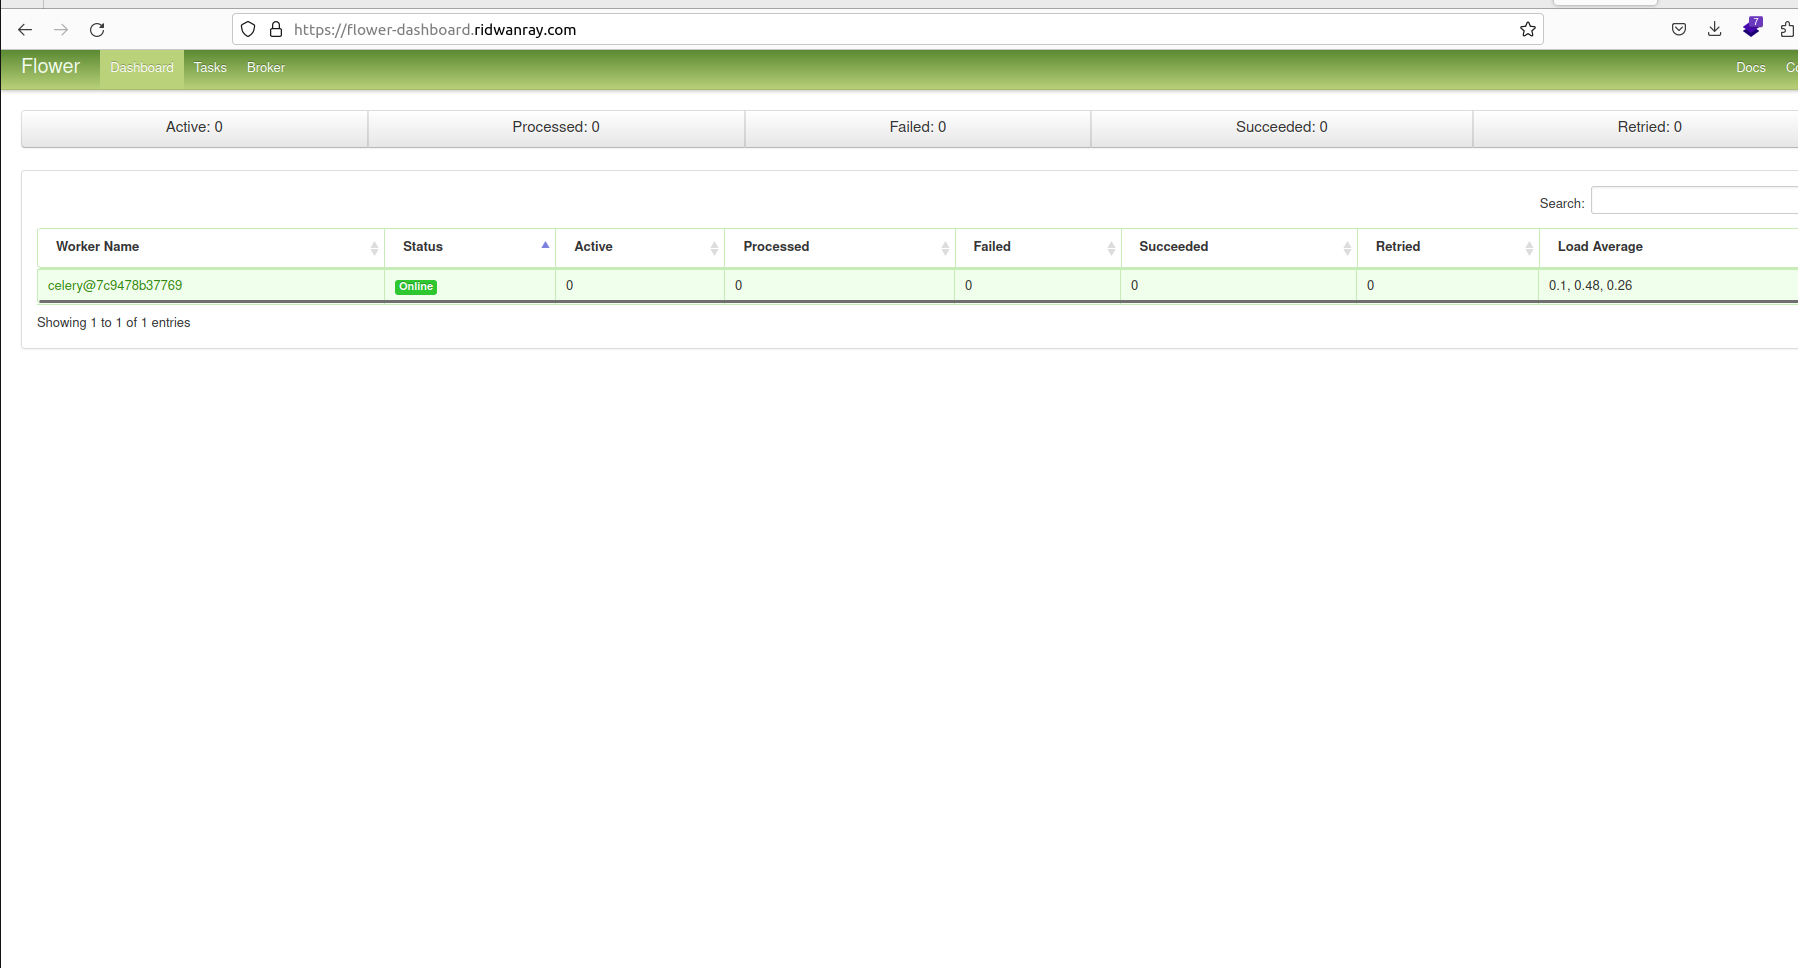 7
https://flower-dashboard.ridwanray.com
Flower Dashboard Tasks Broker Docs
Active: 0 Processed: 0 Failed: 0 Succeeded: 0 Retried: 0
Search:
Worker Name Status Active Processed Failed Succeeded Retried Load Average
celery@7c9478b37769 Online 0 0 0 0 0 0.1, 0.48, 0.26
Showing 1 to 1 of 1 entries